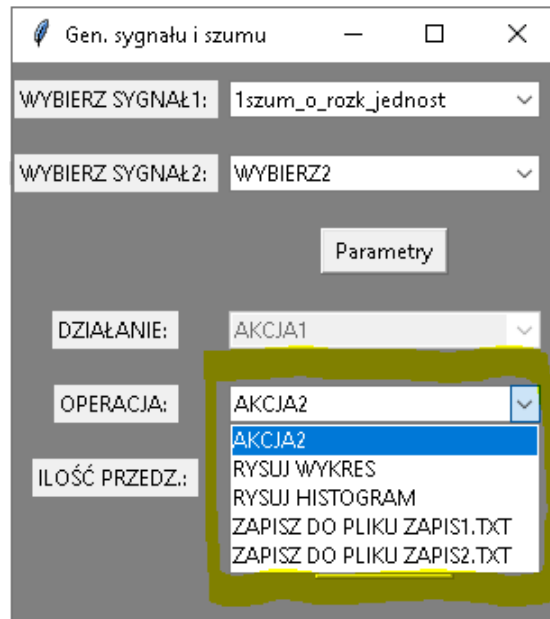 Gen. sygnału i szumu
WYBIERZ SYGNAŁ1: 1szum_o_rozk_jednost
WYBIERZ SYGNAŁ2: WYBIERZ2
Parametry
DZIAŁANIE: AKCJA1
OPERACJA: AKCJA2
AKCJA2
RYSUJ WYKRES
ILOŚĆ PRZEDZ.:
RYSUJ HISTOGRAM
ZAPISZ DO PLIKU ZAPIS1.TXT
ZAPISZ DO PLIKU ZAPIS2.TXT